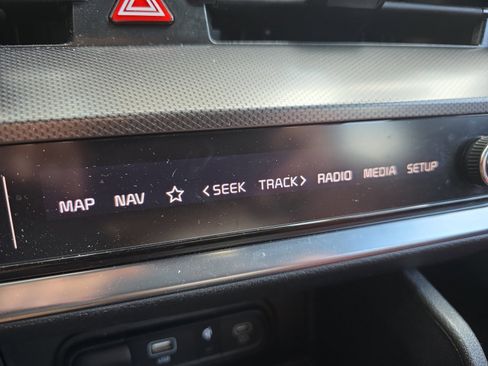 MAP NAV ☆ <SEEK TRACK> RADIO MEDIA SETUP